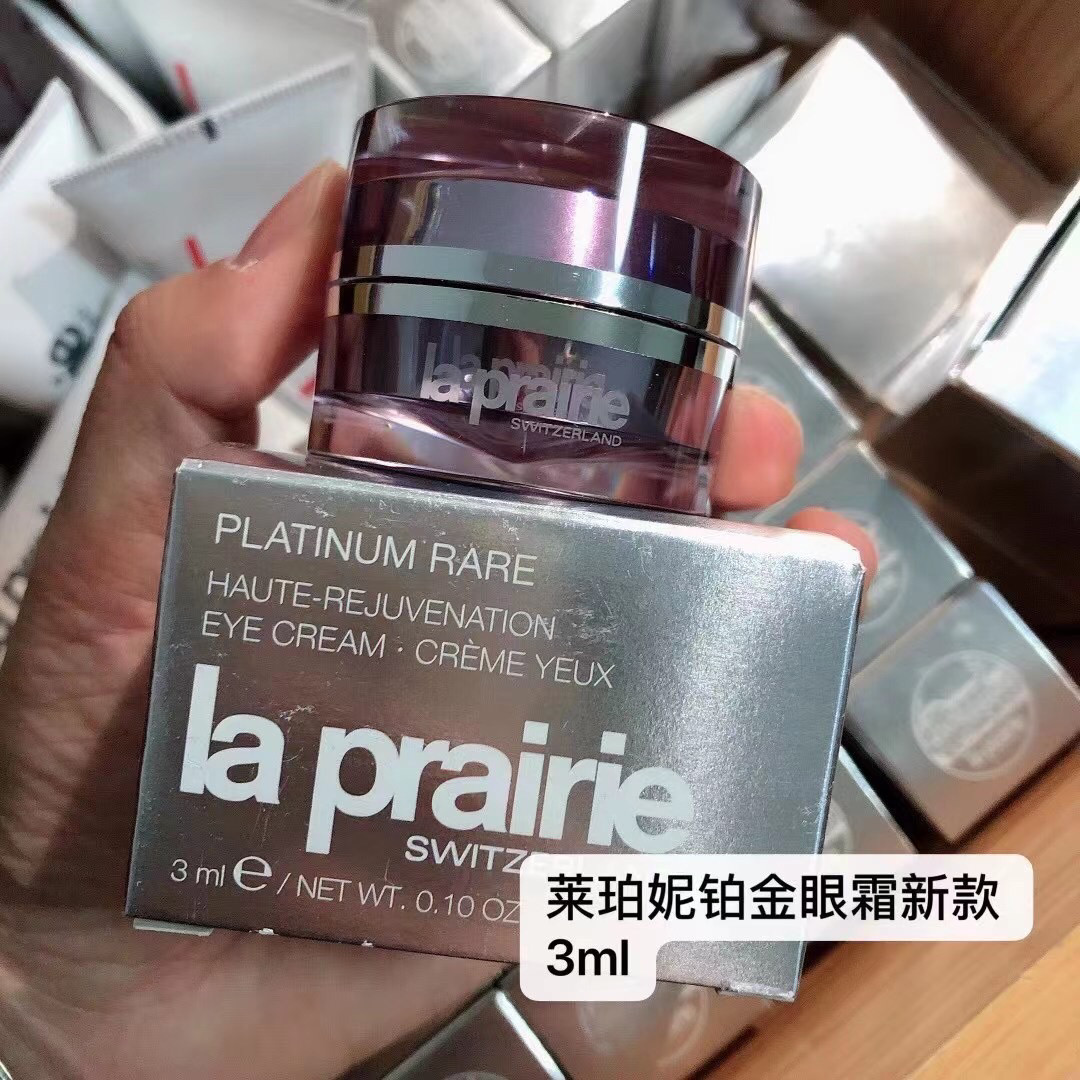 la prairie
SWITZERLAND
PLATINUM RARE
HAUTE-REJUVENATION
EYE CREAM · CRÈME YEUX
la prairie
SWITZERL
3 ml e / NET WT. 0.10 OZ
莱珀妮铂金眼霜新款
3ml